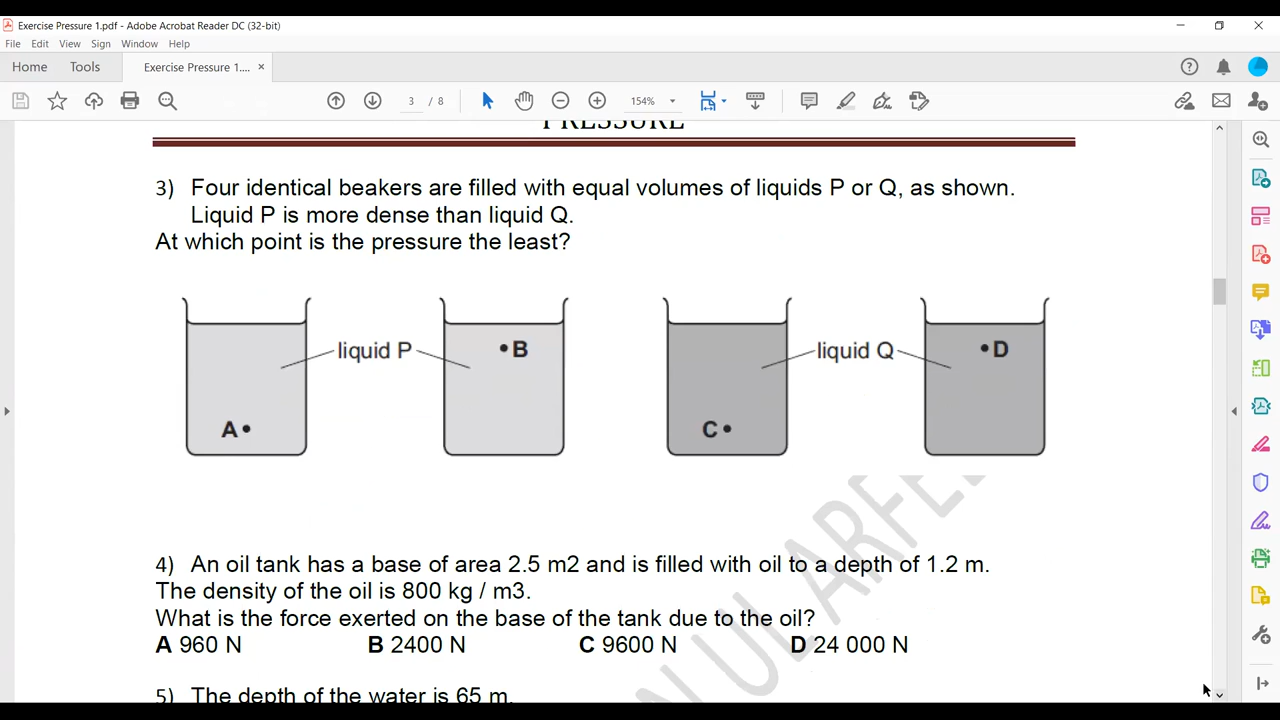 Exercise Pressure 1.pdf - Adobe Acrobat Reader DC (32-bit)
File Edit View Sign Window Help
Home Tools Exercise Pressure 1.... ×
3 / 8 154%
PRESSURE
3) Four identical beakers are filled with equal volumes of liquids P or Q, as shown.
Liquid P is more dense than liquid Q.
At which point is the pressure the least?
liquid P B liquid Q D
A C
4) An oil tank has a base of area 2.5 m2 and is filled with oil to a depth of 1.2 m.
The density of the oil is 800 kg / m3.
What is the force exerted on the base of the tank due to the oil?
A 960 N B 2400 N C 9600 N D 24 000 N
5) The depth of the water is 65 m.